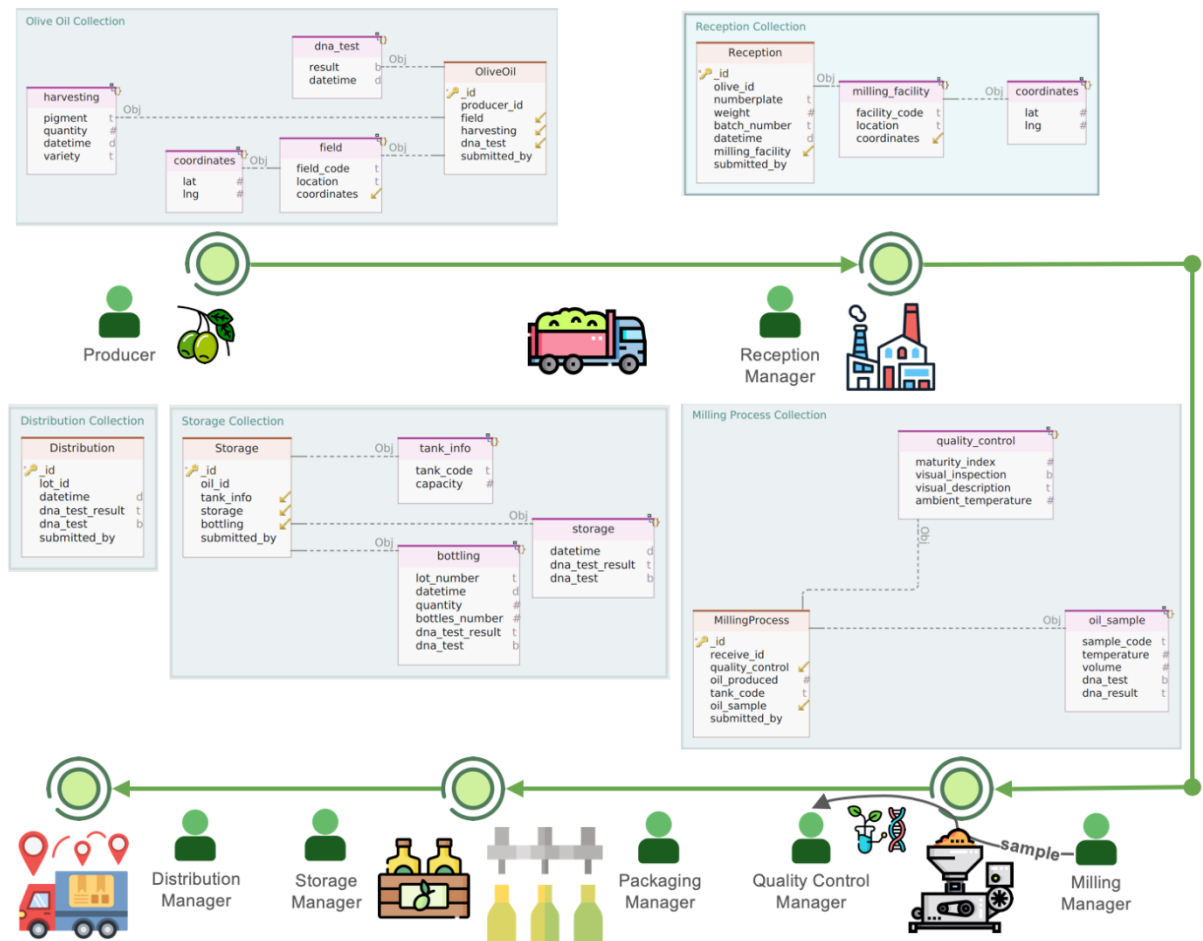 Olive Oil Collection
dna_test
result b
datetime d
Obj
OliveOil
_id
producer_id
field
harvesting
dna_test
submitted_by
harvesting
pigment t
quantity #
datetime d
variety t
Obj
coordinates
lat #
lng #
Obj
field
field_code t
location t
coordinates
Obj
Reception Collection
Reception
_id
olive_id
numberplate t
weight #
batch_number t
datetime d
milling_facility
submitted_by
Obj
milling_facility
facility_code t
location t
coordinates
Obj
coordinates
lat #
lng #
Producer
Reception
Manager
Distribution Collection
Distribution
_id
lot_id
datetime d
dna_test_result t
dna_test b
submitted_by
Storage Collection
Storage
_id
oil_id
tank_info
storage
bottling
submitted_by
Obj
tank_info
tank_code t
capacity #
Obj
storage
datetime d
dna_test_result t
dna_test b
Obj
bottling
lot_number t
datetime d
quantity #
bottles_number #
dna_test_result t
dna_test b
Milling Process Collection
quality_control
maturity_index #
visual_inspection b
visual_description t
ambient_temperature #
Obj
MillingProcess
_id
receive_id
quality_control
oil_produced #
tank_code t
oil_sample
submitted_by
Obj
oil_sample
sample_code t
temperature #
volume #
dna_test b
dna_result t
Distribution
Manager
Storage
Manager
Packaging
Manager
Quality Control
Manager
sample
Milling
Manager